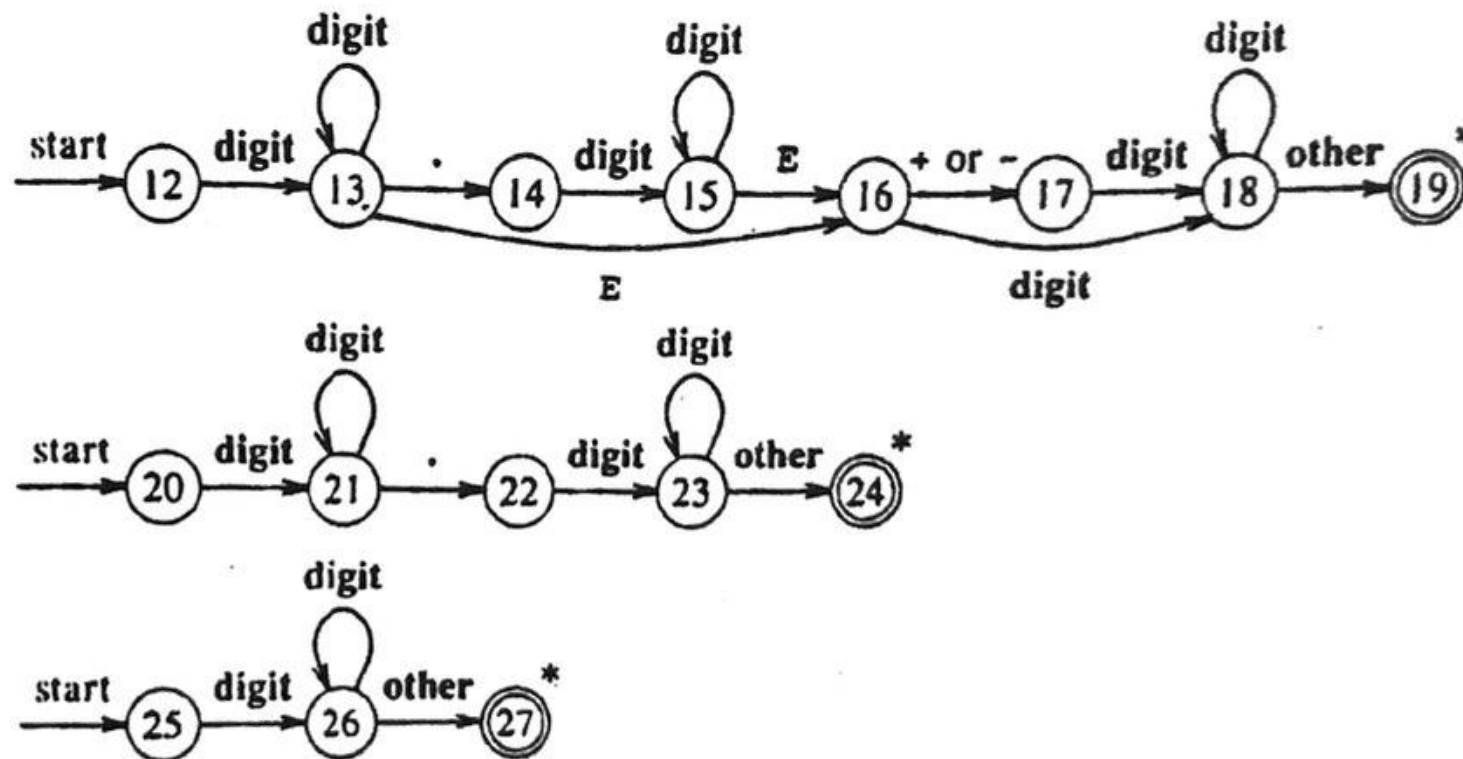 digit digit digit
start digit . digit E + or - digit other *
12 13 14 15 16 17 18 19
E digit
digit digit
start digit . digit other *
20 21 22 23 24
digit
start digit other *
25 26 27